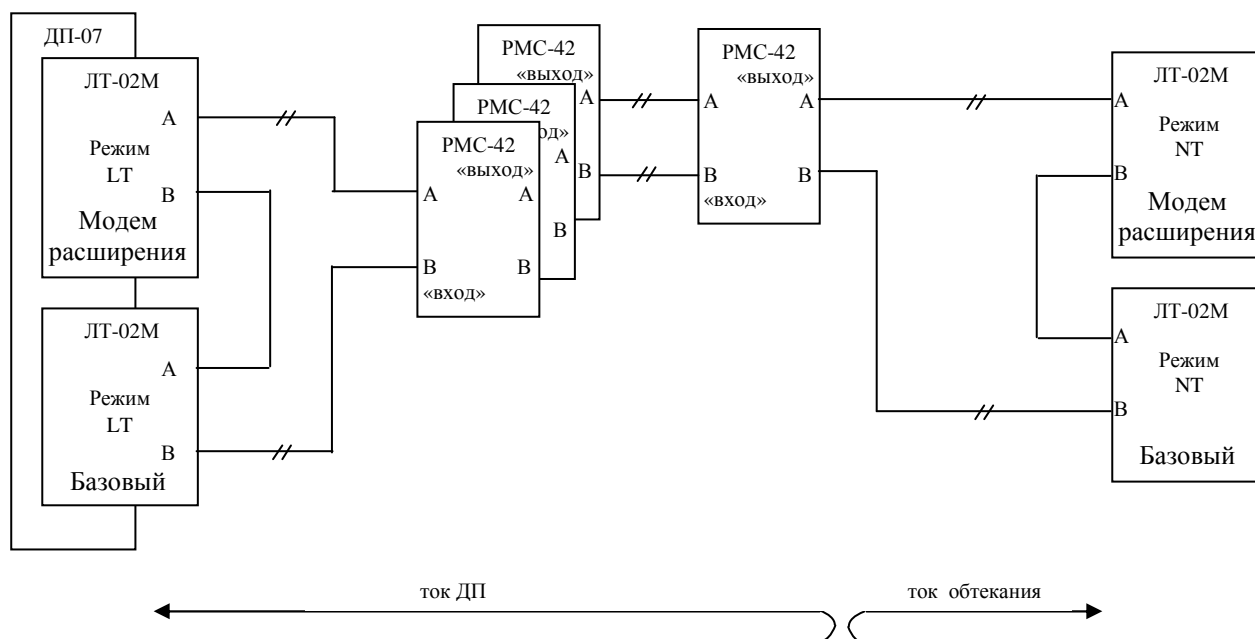 ДП-07
ЛТ-02М
А
Режим
LT
В
Модем
расширения
ЛТ-02М
А
Режим
LT
В
Базовый
РМС-42
«выход»
А
В
РМС-42
од»
А
В
РМС-42
«выход»
А
А
В
В
«вход»
РМС-42
«выход»
А
А
В
В
«вход»
ЛТ-02М
А
Режим
NT
В
Модем
расширения
ЛТ-02М
А
Режим
NT
В
Базовый
ток ДП
ток обтекания